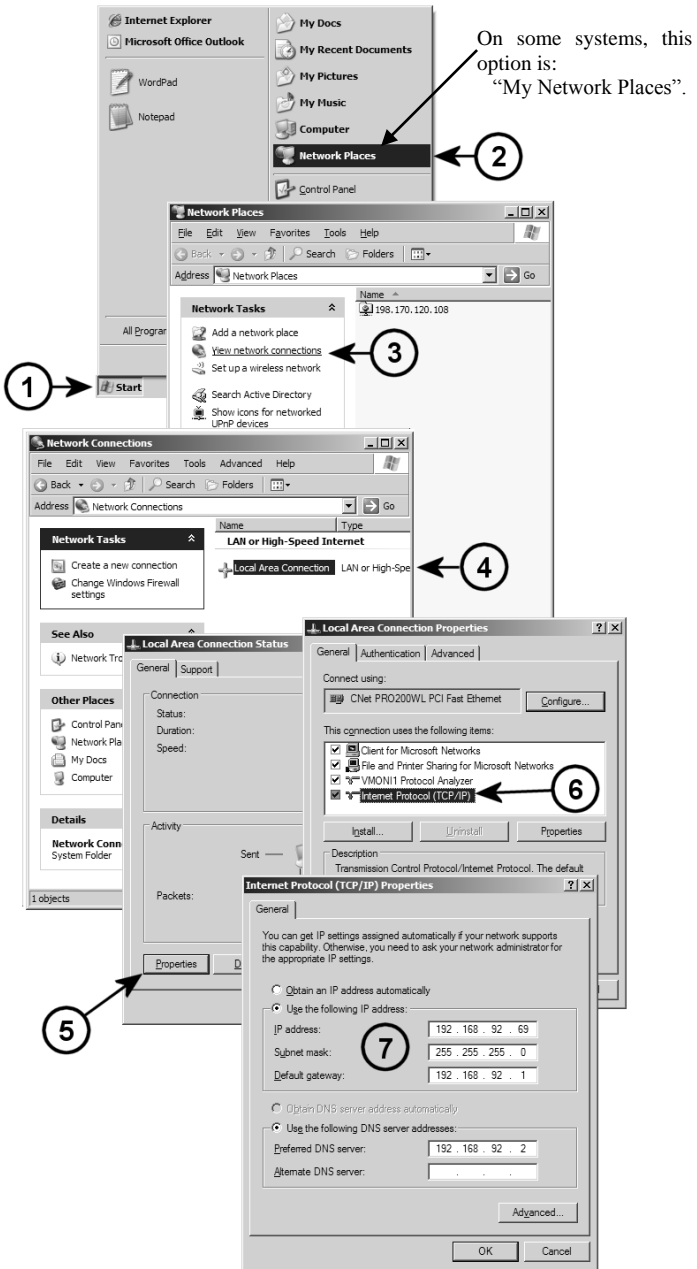 Internet Explorer
Microsoft Office Outlook
WordPad
Notepad
All Progra
Start
My Docs
My Recent Documents
My Pictures
My Music
Computer
Network Places
Control Panel
On some systems, this
option is:
“My Network Places”.
1
2
Network Places
File Edit View Favorites Tools Help
Back Search Folders
Address Network Places Go
Network Tasks
Add a network place
View network connections
Set up a wireless network
Search Active Directory
Show icons for networked
UPnP devices
Name
198.170.120.108
3
Network Connections
File Edit View Favorites Tools Advanced Help
Back Search Folders
Address Network Connections Go
Network Tasks
Create a new connection
Change Windows Firewall
settings
See Also
Network Tro
Other Places
Control Pan
Network Pla
My Docs
Computer
Details
Network Conn
System Folder
1 objects
Name Type
LAN or High-Speed Internet
Local Area Connection LAN or High-Spe
4
Local Area Connection Status
General Support
Connection
Status:
Duration:
Speed:
Activity
Sent
Packets:
Properties D
5
Local Area Connection Properties
General Authentication Advanced
Connect using:
CNet PRO200WL PCI Fast Ethernet Configure...
This connection uses the following items:
Client for Microsoft Networks
File and Printer Sharing for Microsoft Networks
VMONI1 Protocol Analyzer
Internet Protocol (TCP/IP)
6
Install... Uninstall Properties
Description
Transmission Control Protocol/Internet Protocol. The default
Internet Protocol (TCP/IP) Properties
General
You can get IP settings assigned automatically if your network supports
this capability. Otherwise, you need to ask your network administrator for
the appropriate IP settings.
Obtain an IP address automatically
Use the following IP address:
IP address: 192 . 168 . 92 . 69
Subnet mask: 255 . 255 . 255 . 0
Default gateway: 192 . 168 . 92 . 1
7
Obtain DNS server address automatically
Use the following DNS server addresses:
Preferred DNS server: 192 . 168 . 92 . 2
Alternate DNS server: . . .
Advanced...
OK Cancel